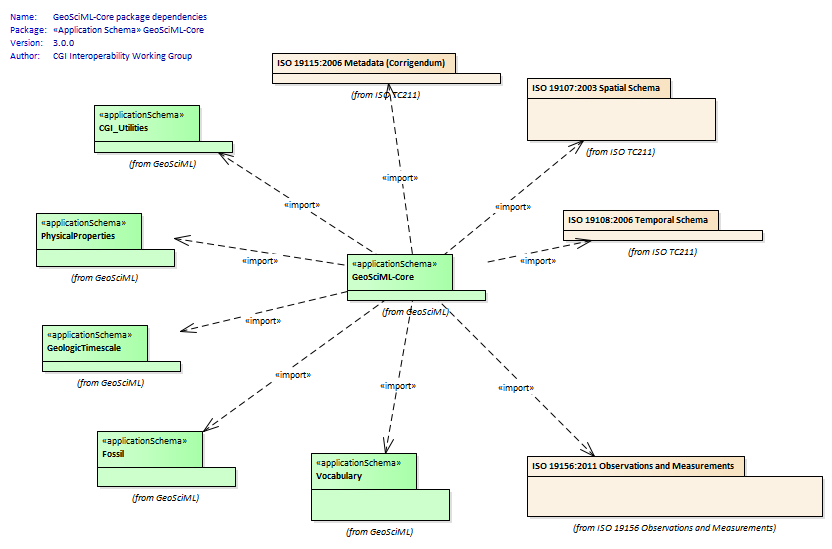 Name: GeoSciML-Core package dependencies
Package: «Application Schema» GeoSciML-Core
Version: 3.0.0
Author: CGI Interoperability Working Group
ISO 19115:2006 Metadata (Corrigendum)
(from ISO TC211)
ISO 19107:2003 Spatial Schema
(from ISO TC211)
«applicationSchema»
CGI_Utilities
(from GeoSciML)
«import»
«import»
«import»
«applicationSchema»
PhysicalProperties
(from GeoSciML)
ISO 19108:2006 Temporal Schema
(from ISO TC211)
«import»
«import»
«applicationSchema»
GeoSciML-Core
(from GeoSciML)
«applicationSchema»
GeologicTimescale
(from GeoSciML)
«import»
«import»
«import»
«import»
«applicationSchema»
Fossil
(from GeoSciML)
«applicationSchema»
Vocabulary
(from GeoSciML)
ISO 19156:2011 Observations and Measurements
(from ISO 19156 Observations and Measurements)